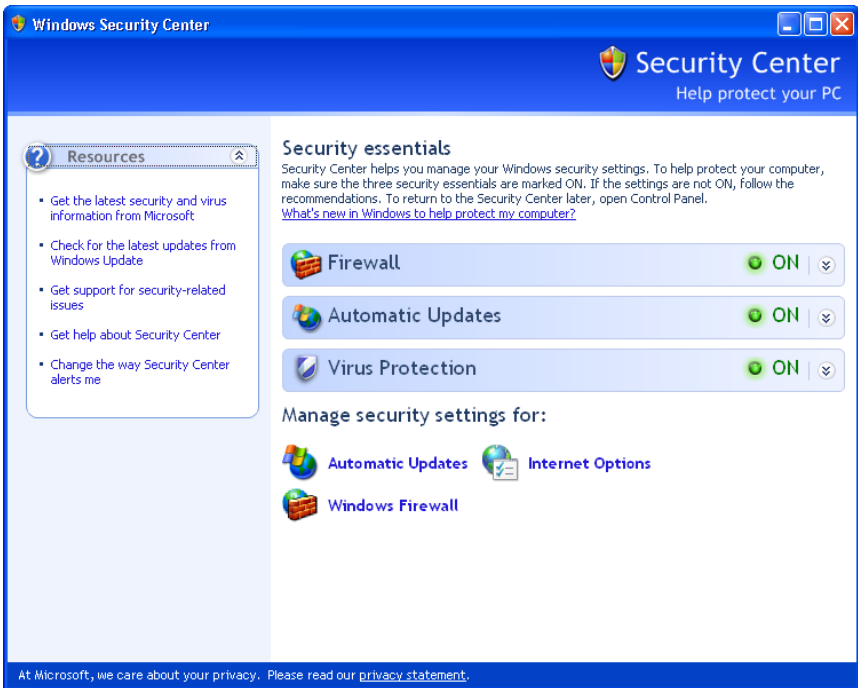 Windows Security Center
Security Center
Help protect your PC
Resources
Get the latest security and virus
information from Microsoft
Check for the latest updates from
Windows Update
Get support for security-related
issues
Get help about Security Center
Change the way Security Center
alerts me
Security essentials
Security Center helps you manage your Windows security settings. To help protect your computer,
make sure the three security essentials are marked ON. If the settings are not ON, follow the
recommendations. To return to the Security Center later, open Control Panel.
What's new in Windows to help protect my computer?
Firewall ON
Automatic Updates ON
Virus Protection ON
Manage security settings for:
Automatic Updates Internet Options
Windows Firewall
At Microsoft, we care about your privacy. Please read our privacy statement.